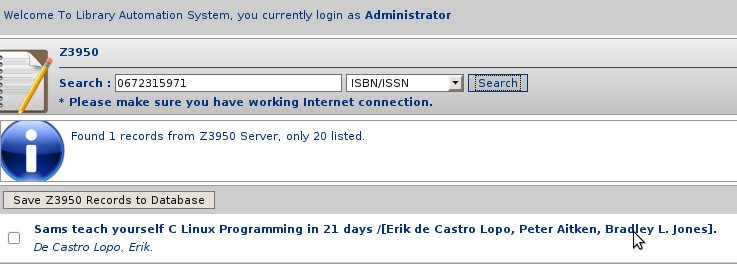 Welcome To Library Automation System, you currently login as Administrator
Z3950
Search : 0672315971 ISBN/ISSN Search
* Please make sure you have working Internet connection.
Found 1 records from Z3950 Server, only 20 listed.
Save Z3950 Records to Database
Sams teach yourself C Linux Programming in 21 days /[Erik de Castro Lopo, Peter Aitken, Bradley L. Jones].
De Castro Lopo, Erik.